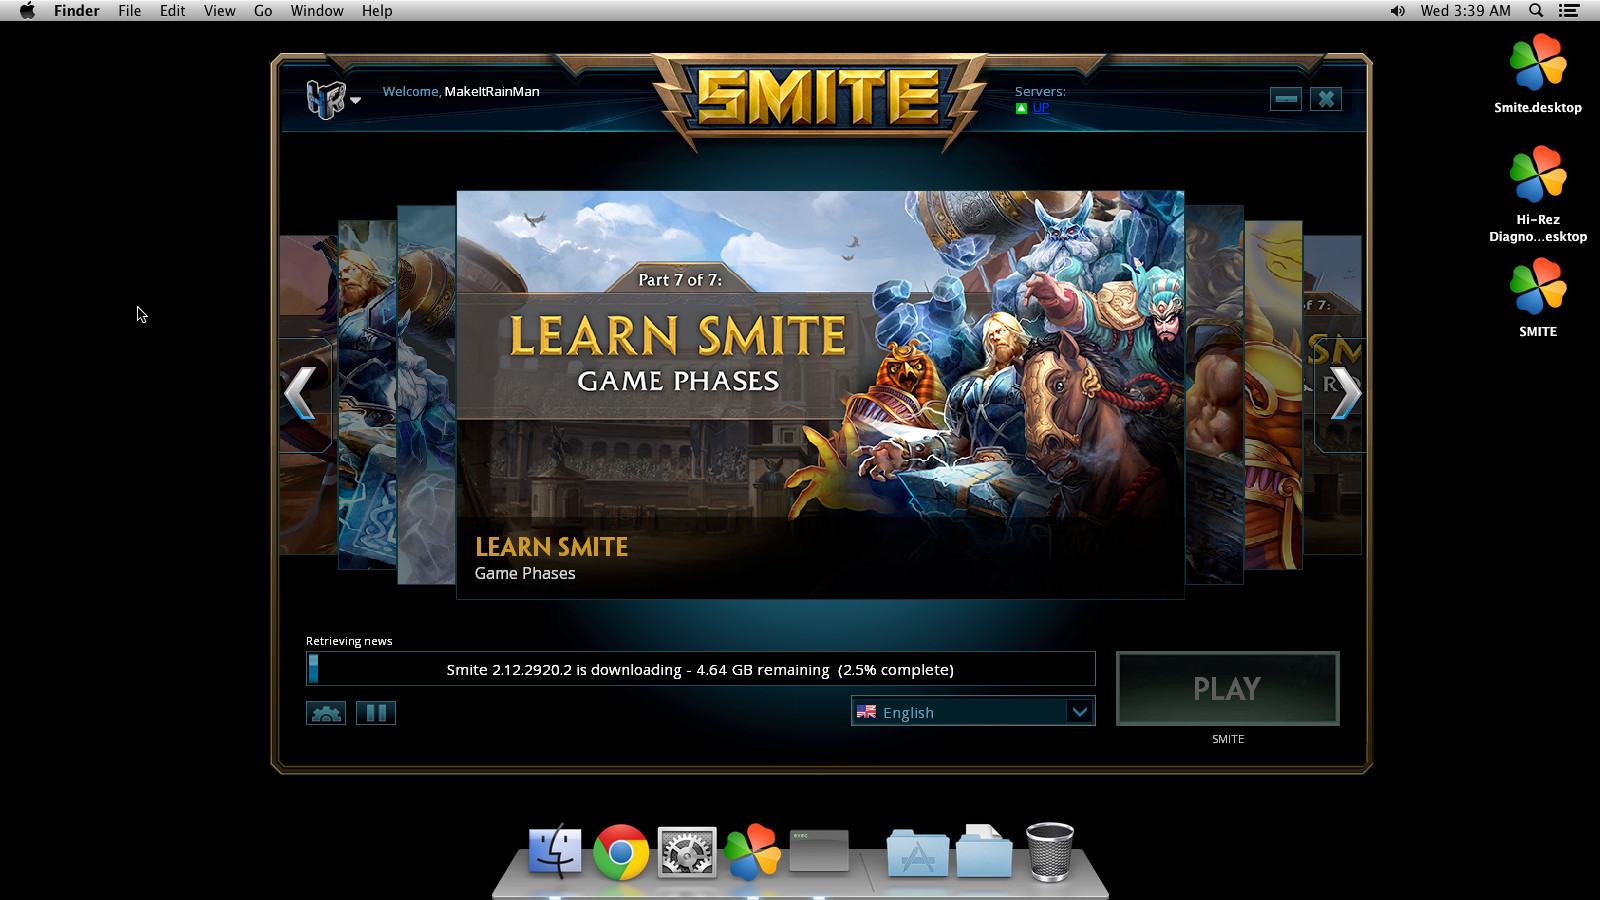 Finder File Edit View Go Window Help
Wed 3:39 AM
Welcome, MakeItRainMan
SMITE
Servers:
UP
Smite.desktop
Hi-Rez
Diagno...esktop
SMITE
Part 7 of 7:
LEARN SMITE
GAME PHASES
of 7:
SM
LEARN SMITE
Game Phases
Retrieving news
Smite 2.12.2920.2 is downloading - 4.64 GB remaining (2.5% complete)
English
PLAY
SMITE
exec